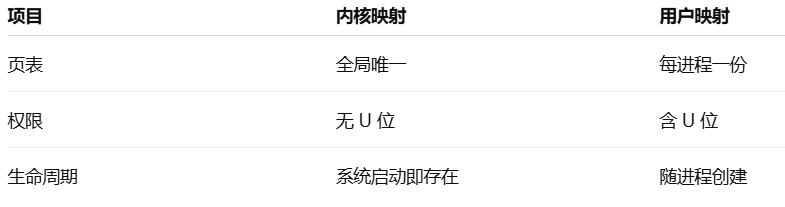 项目 内核映射 用户映射
页表 全局唯一 每进程一份
权限 无 U 位 含 U 位
生命周期 系统启动即存在 随进程创建